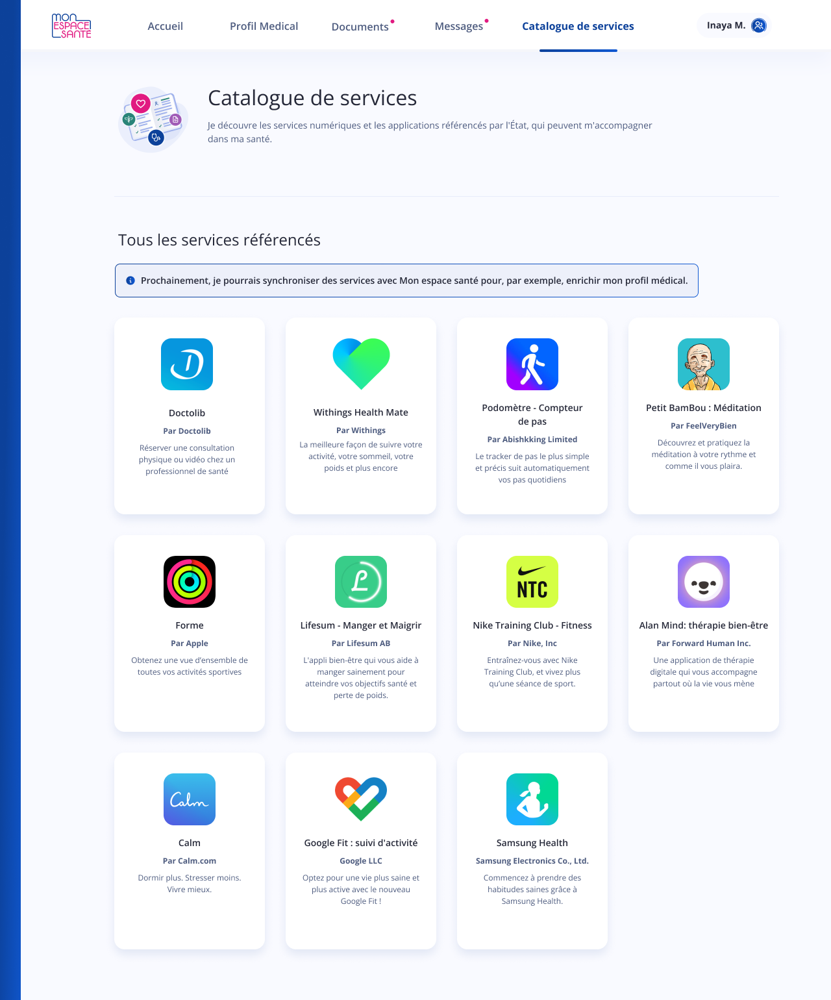 MON
ESPACE
SANTÉ
Accueil
Profil Medical
Documents
Messages
Catalogue de services
Inaya M.
Catalogue de services
Je découvre les services numériques et les applications référencés par l'État, qui peuvent m'accompagner
dans ma santé.
Tous les services référencés
Prochainement, je pourrais synchroniser des services avec Mon espace santé pour, par exemple, enrichir mon profil médical.
D
Doctolib
Par Doctolib
Réserver une consultation
physique ou vidéo chez un
professionnel de santé
Withings Health Mate
Par Withings
La meilleure façon de suivre votre
activité, votre sommeil, votre
poids et plus encore
Podomètre - Compteur
de pas
Par Abishkking Limited
Le tracker de pas le plus simple
et précis suit automatiquement
vos pas quotidiens
Petit BamBou : Méditation
Par FeelVeryBien
Découvrez et pratiquez la
méditation à votre rythme et
comme il vous plaira.
Forme
Par Apple
Obtenez une vue d'ensemble de
toutes vos activités sportives
L
Lifesum - Manger et Maigrir
Par Lifesum AB
L'appli bien-être qui vous aide à
manger sainement pour
atteindre vos objectifs santé et
perte de poids.
NTC
Nike Training Club - Fitness
Par Nike, Inc
Entraînez-vous avec Nike
Training Club, et vivez plus
qu'une séance de sport.
Alan Mind: thérapie bien-être
Par Forward Human Inc.
Une application de thérapie
digitale qui vous accompagne
partout où la vie vous mène
Calm
Calm
Par Calm.com
Dormir plus. Stresser moins.
Vivre mieux.
Google Fit : suivi d'activité
Google LLC
Optez pour une vie plus saine et
plus active avec le nouveau
Google Fit !
Samsung Health
Samsung Electronics Co., Ltd.
Commencez à prendre des
habitudes saines grâce à
Samsung Health.